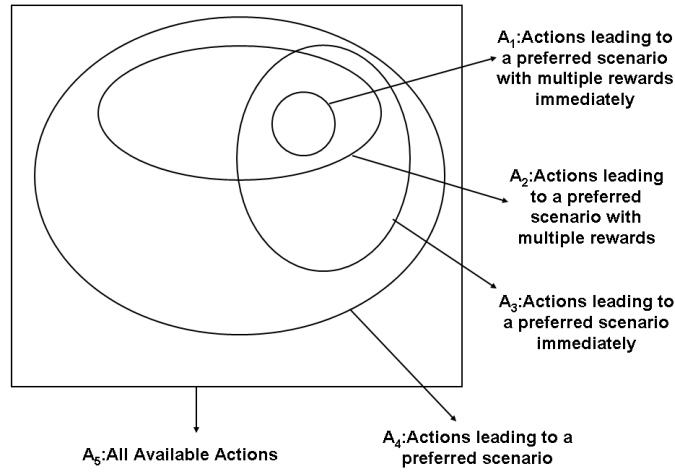 A₁:Actions leading to
a preferred scenario
with multiple rewards
immediately
A₂:Actions leading
to a preferred
scenario with
multiple rewards
A₃:Actions leading to
a preferred scenario
immediately
A₄:Actions leading to a
preferred scenario
A₅:All Available Actions